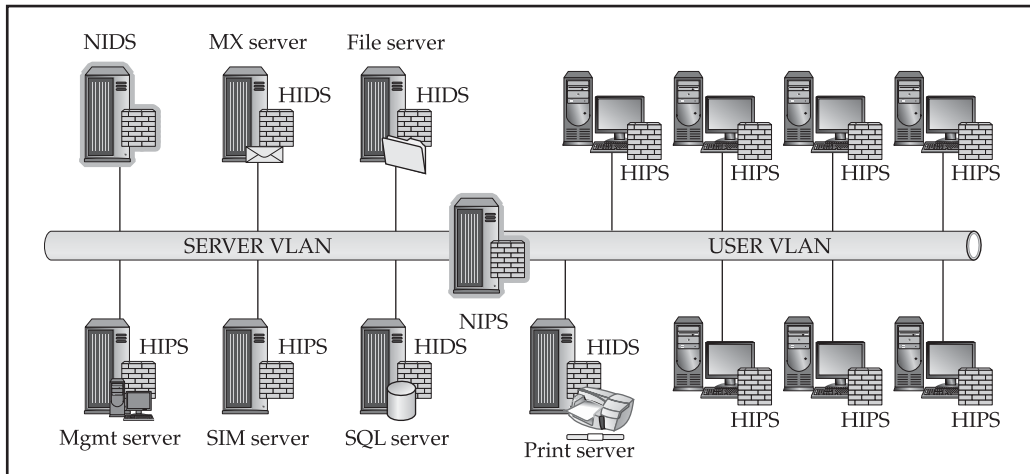 NIDS
MX server
File server
HIDS
HIDS
HIPS
HIPS
HIPS
HIPS
SERVER VLAN
USER VLAN
NIPS
HIPS
HIPS
HIDS
HIDS
Mgmt server
SIM server
SQL server
Print server
HIPS
HIPS
HIPS